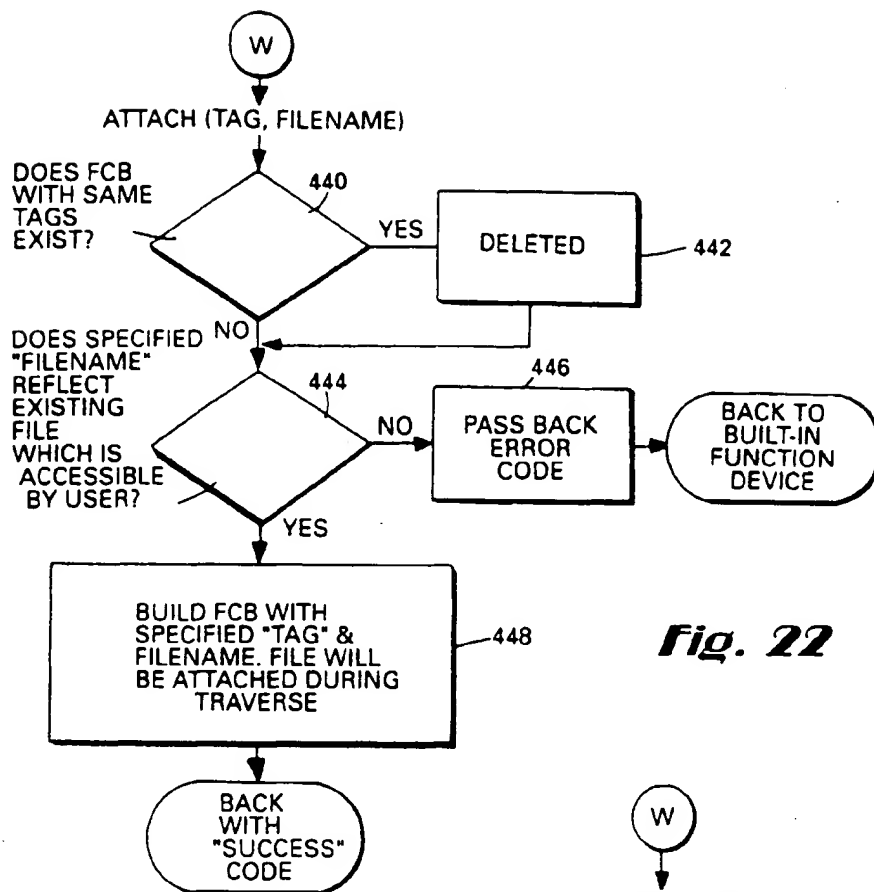 W
ATTACH (TAG, FILENAME)
DOES FCB
WITH SAME
TAGS
EXIST?
440
YES
DELETED
442
NO
DOES SPECIFIED
"FILENAME"
REFLECT
EXISTING
FILE
WHICH IS
ACCESSIBLE
BY USER?
444
NO
446
PASS BACK
ERROR
CODE
BACK TO
BUILT-IN
FUNCTION
DEVICE
YES
BUILD FCB WITH
SPECIFIED "TAG" &
FILENAME. FILE WILL
BE ATTACHED DURING
TRAVERSE
448
Fig. 22
BACK
WITH
"SUCCESS"
CODE
W